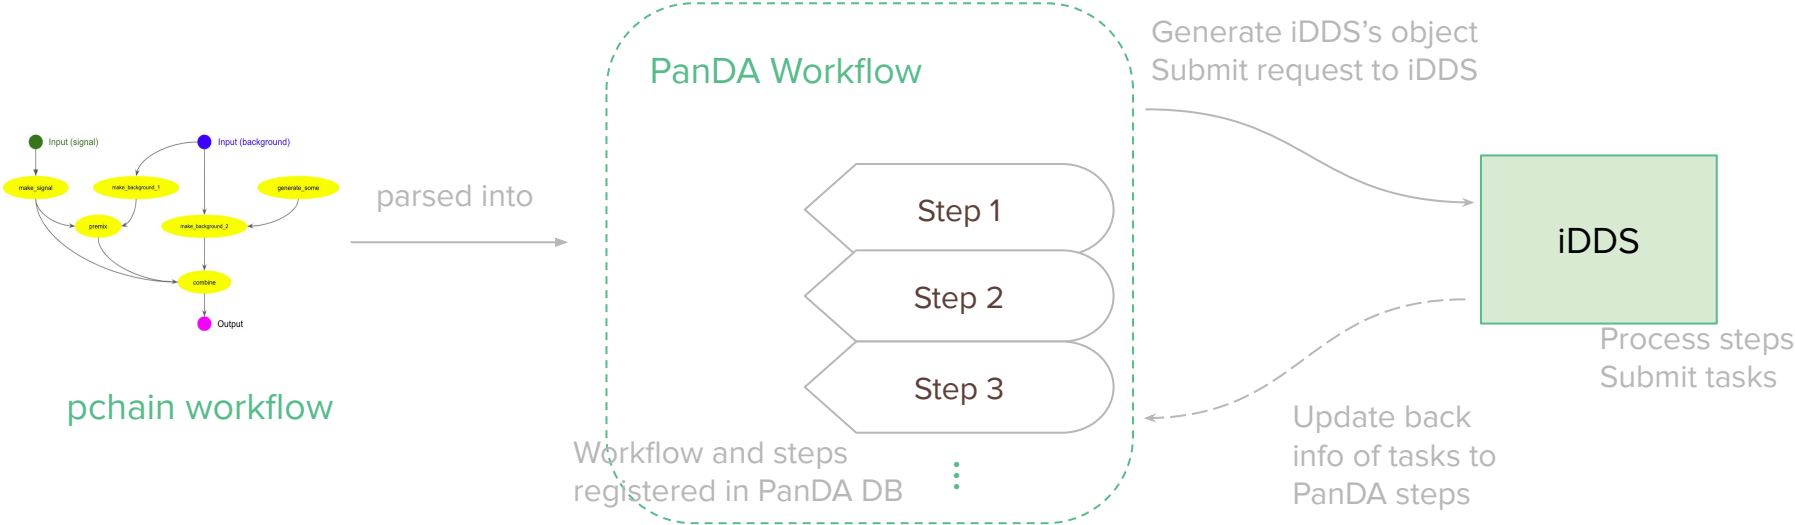 Input (signal)
Input (background)
make_signal
make_background_1
generate_some
premix
make_background_2
combine
Output
pchain workflow
parsed into
PanDA Workflow
Step 1
Step 2
Step 3
Workflow and steps
registered in PanDA DB
Generate iDDS’s object
Submit request to iDDS
iDDS
Process steps
Submit tasks
Update back
info of tasks to
PanDA steps